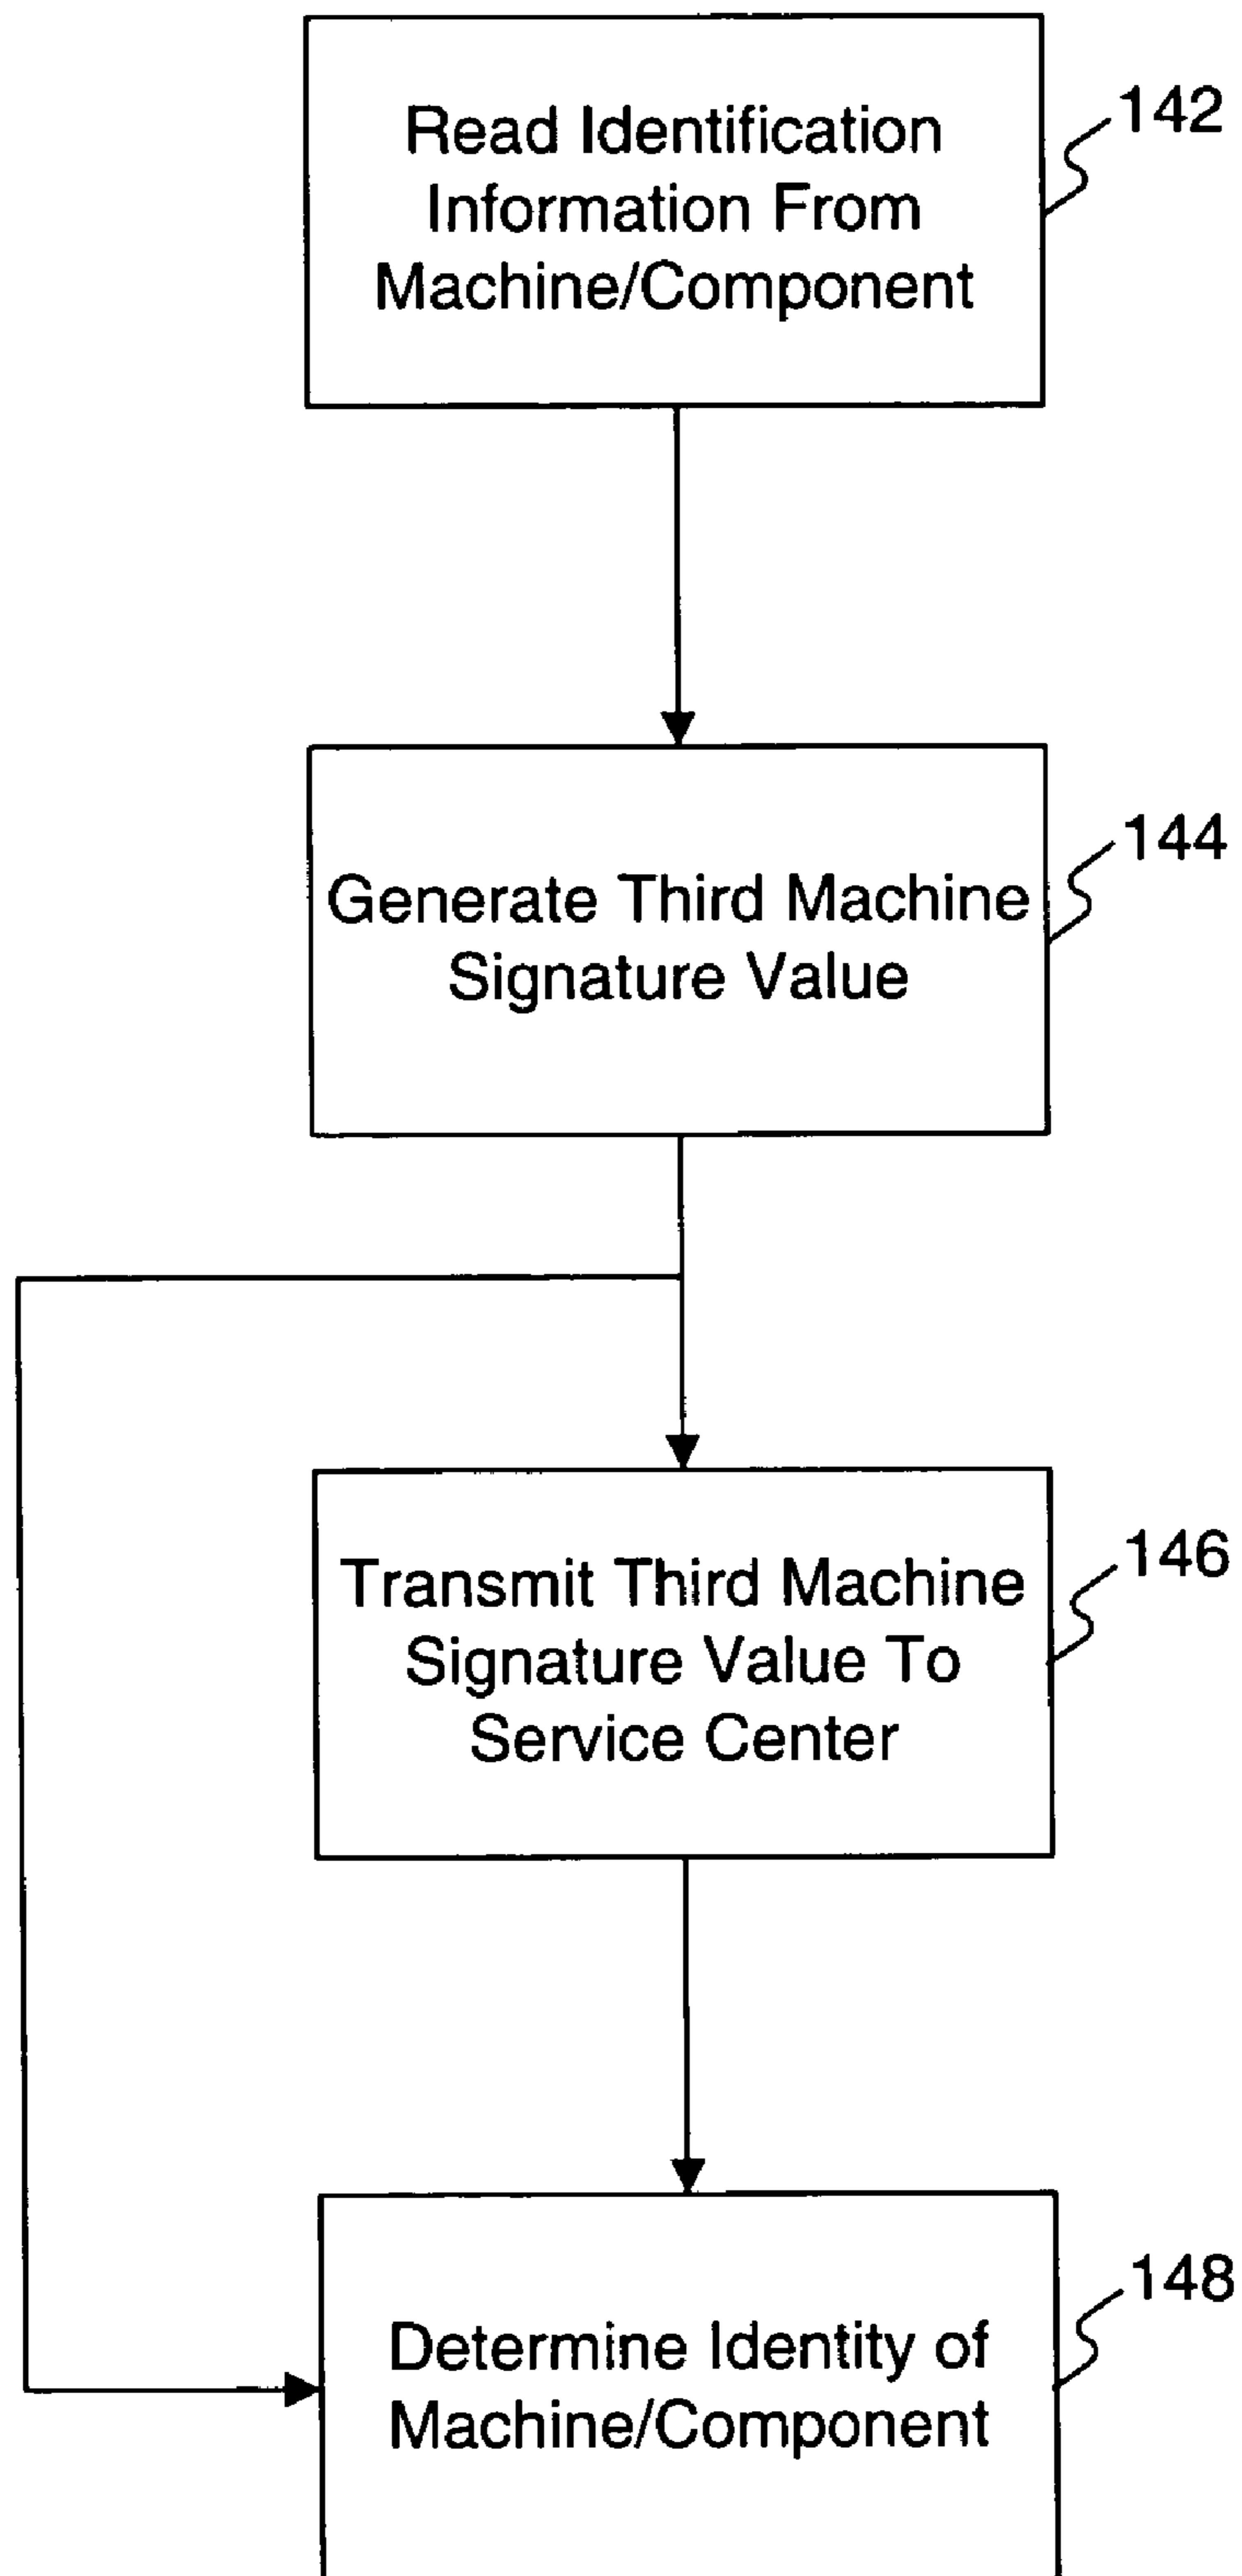 Read Identification
Information From
Machine/Component
142
Generate Third Machine
Signature Value
144
Transmit Third Machine
Signature Value To
Service Center
146
Determine Identity of
Machine/Component
148